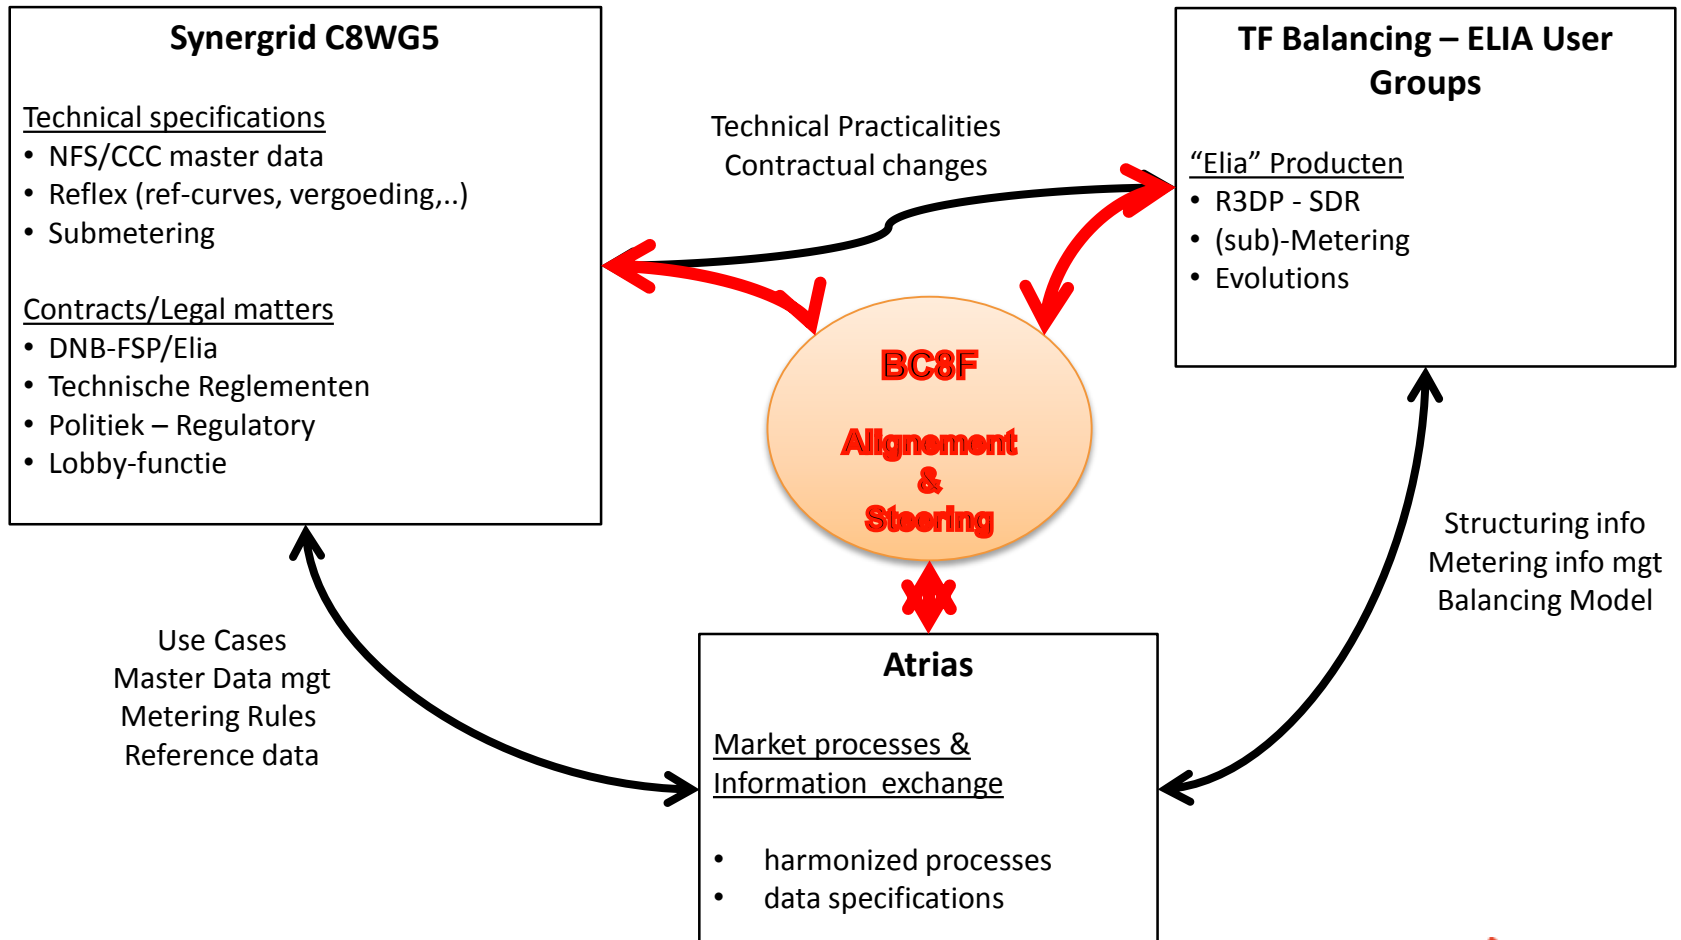 Synergrid C8WG5
Technical specifications
• NFS/CCC master data
• Reflex (ref-curves, vergoeding,..)
• Submetering
Contracts/Legal matters
• DNB-FSP/Elia
• Technische Reglementen
• Politiek – Regulatory
• Lobby-functie
Technical Practicalities
Contractual changes
TF Balancing – ELIA User
Groups
“Elia” Producten
• R3DP - SDR
• (sub)-Metering
• Evolutions
BC8F
Alignement
&
Steering
Structuring info
Metering info mgt
Balancing Model
Use Cases
Master Data mgt
Metering Rules
Reference data
Atrias
Market processes &
Information exchange
• harmonized processes
• data specifications